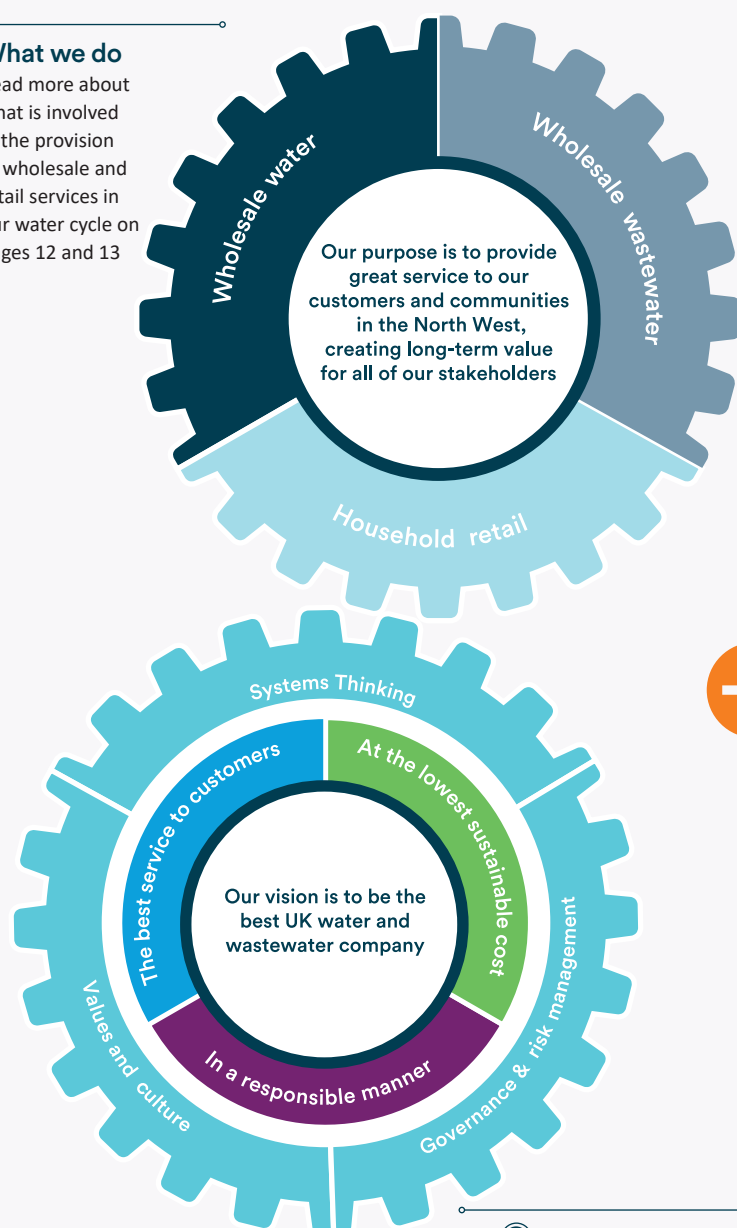 What we do
ead more about
hat is involved
the provision
wholesale and
tail services in
ur water cycle on
ges 12 and 13
Wholesale water
Wholesale wastewater
Our purpose is to provide
great service to our
customers and communities
in the North West,
creating long-term value
for all of our stakeholders
Household retail
Systems Thinking
The best service to customers
At the lowest sustainable cost
Our vision is to be the
best UK water and
wastewater company
In a responsible manner
Values and culture
Governance & risk management